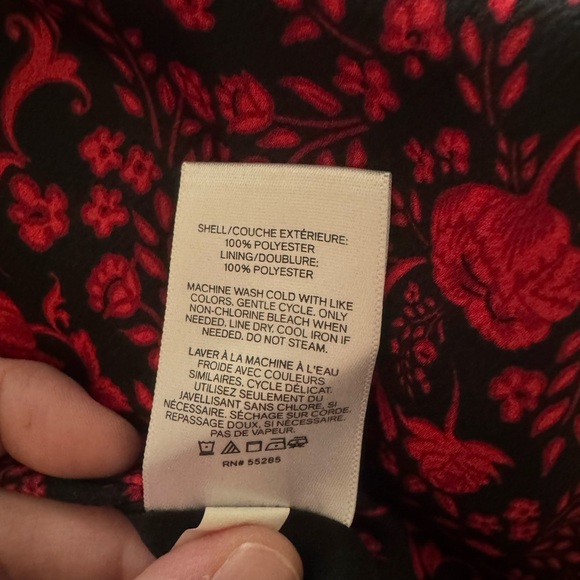 SHELL/COUCHE EXTÉRIEURE:
100% POLYESTER
LINING/DOUBLURE:
100% POLYESTER
MACHINE WASH COLD WITH LIKE
COLORS. GENTLE CYCLE. ONLY
NON-CHLORINE BLEACH WHEN
NEEDED. LINE DRY. COOL IRON IF
NEEDED. DO NOT STEAM.
LAVER À LA MACHINE À L'EAU
FROIDE AVEC COULEURS
SIMILAIRES. CYCLE DÉLICAT.
UTILISEZ SEULEMENT DU
JAVELLISANT SANS CHLORE, SI
NÉCESSAIRE. SÉCHAGE SUR CORDE.
REPASSAGE DOUX, SI NÉCESSAIRE.
PAS DE VAPEUR.
RN# 55285